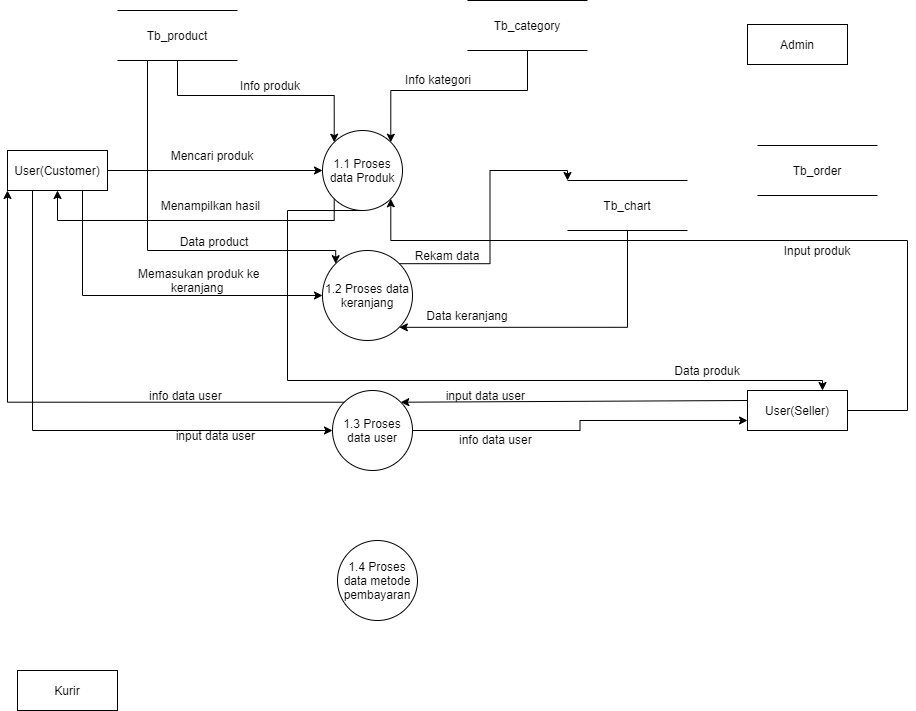 Tb_product
Tb_category
Admin
Info produk
Info kategori
User(Customer)
Mencari produk
1.1 Proses
data Produk
Tb_order
Menampilkan hasil
Tb_chart
Data product
Rekam data
Input produk
Memasukan produk ke
keranjang
1.2 Proses data
keranjang
Data keranjang
Data produk
info data user
input data user
User(Seller)
1.3 Proses
data user
input data user
info data user
1.4 Proses
data metode
pembayaran
Kurir